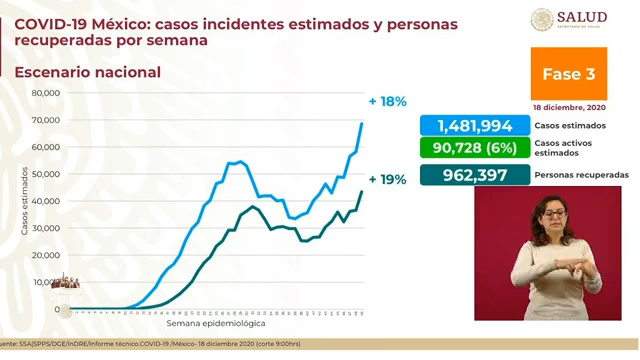 COVID-19 México: casos incidentes estimados y personas
recuperadas por semana
SALUD
SECRETARÍA DE SALUD
Escenario nacional
Fase 3
18 diciembre, 2020
80,000
70,000
60,000
50,000
40,000
30,000
20,000
10,000
0
Casos estimados
+ 18%
+ 19%
1,481,994 Casos estimados
90,728 (6%) Casos activos
estimados
962,397 Personas recuperadas
Semana epidemiológica
uente: SSA(SPPS/DGE/InDRE/Informe técnico.COVID-19 /México- 18 diciembre 2020 (corte 9:00hrs)